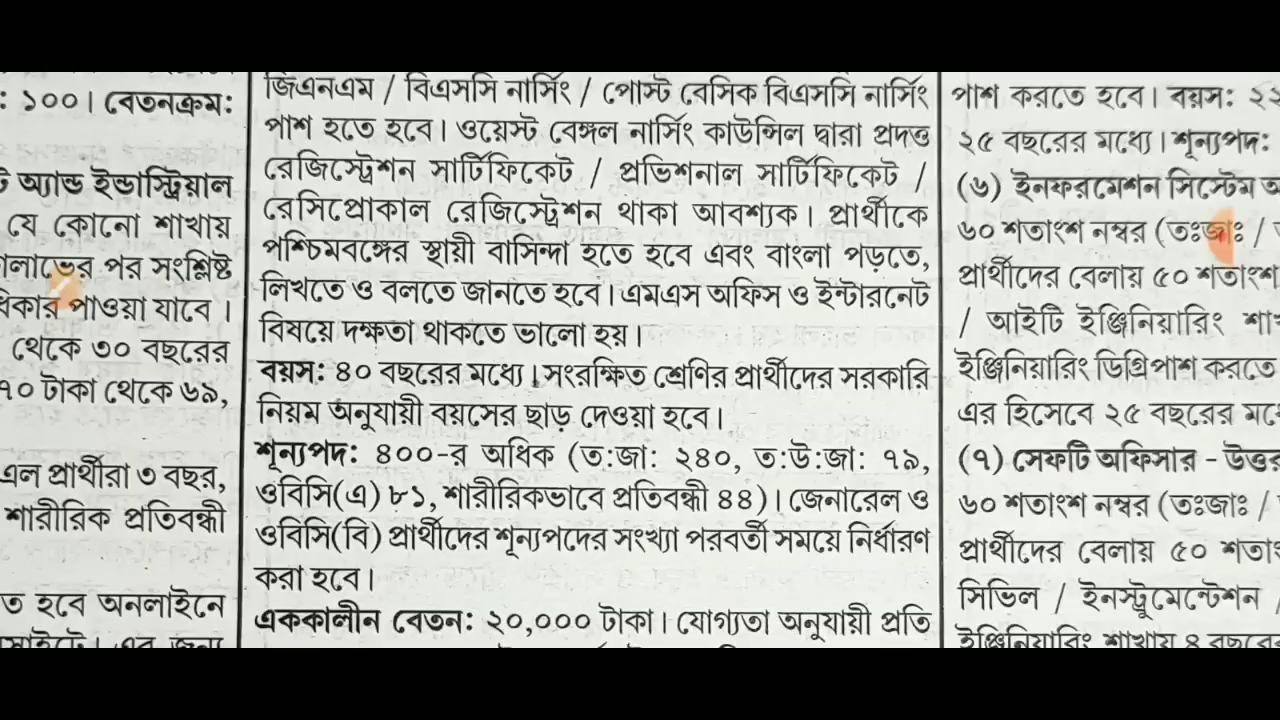 : ১০০। বেতনক্রম:
অ্যান্ড ইন্ডাস্ট্রিয়াল
যে কোনো শাখায়
পর সংশ্লিষ্ট
পাওয়া যাবে।
থেকে ৩০ বছরের
৭০ টাকা থেকে ৬৯,
এল প্রার্থীরা ৩ বছর,
শারীরিক প্রতিবন্ধী
ত হবে অনলাইনে
জিএনএম / বিএসসি নার্সিং / পোস্ট বেসিক বিএসসি নার্সিং
পাশ হতে হবে। ওয়েস্ট বেঙ্গল নার্সিং কাউন্সিল দ্বারা প্রদত্ত
রেজিস্ট্রেশন সার্টিফিকেট / প্রভিশনাল সার্টিফিকেট /
রেসিপ্রোকাল রেজিস্ট্রেশন থাকা আবশ্যক। প্রার্থীকে
পশ্চিমবঙ্গের স্থায়ী বাসিন্দা হতে হবে এবং বাংলা পড়তে,
লিখতে ও বলতে জানতে হবে। এমএস অফিস ও ইন্টারনেট
বিষয়ে দক্ষতা থাকতে ভালো হয়।
বয়স: ৪০ বছরের মধ্যে। সংরক্ষিত শ্রেণির প্রার্থীদের সরকারি
নিয়ম অনুযায়ী বয়সের ছাড় দেওয়া হবে।
শূন্যপদ: ৪০০-র অধিক (ত:জা: ২৪০, ত:উ:জা: ৭৯,
ওবিসি(এ) ৮১, শারীরিকভাবে প্রতিবন্ধী ৪৪)। জেনারেল ও
ওবিসি(বি) প্রার্থীদের শূন্যপদের সংখ্যা পরবর্তী সময়ে নির্ধারণ
করা হবে।
এককালীন বেতন: ২০,০০০ টাকা। যোগ্যতা অনুযায়ী প্রতি
পাশ করতে হবে। বয়স: ২২
২৫ বছরের মধ্যে। শূন্যপদ:
(৬) ইনফরমেশন সিস্টেম
৬০ শতাংশ নম্বর (তঃজাঃ /
প্রার্থীদের বেলায় ৫০ শতাংশ
/ আইটি ইঞ্জিনিয়ারিং
ইঞ্জিনিয়ারিং ডিগ্রি পাশ করতে
এর হিসেবে ২৫ বছরের
(৭) সেফটি অফিসার -
৬০ শতাংশ নম্বর (তঃজাঃ /
প্রার্থীদের বেলায় ৫০
সিভিল / ইনস্ট্রুমেন্টেশন /
ইঞ্জিনিয়ারিং শাখায় ৪